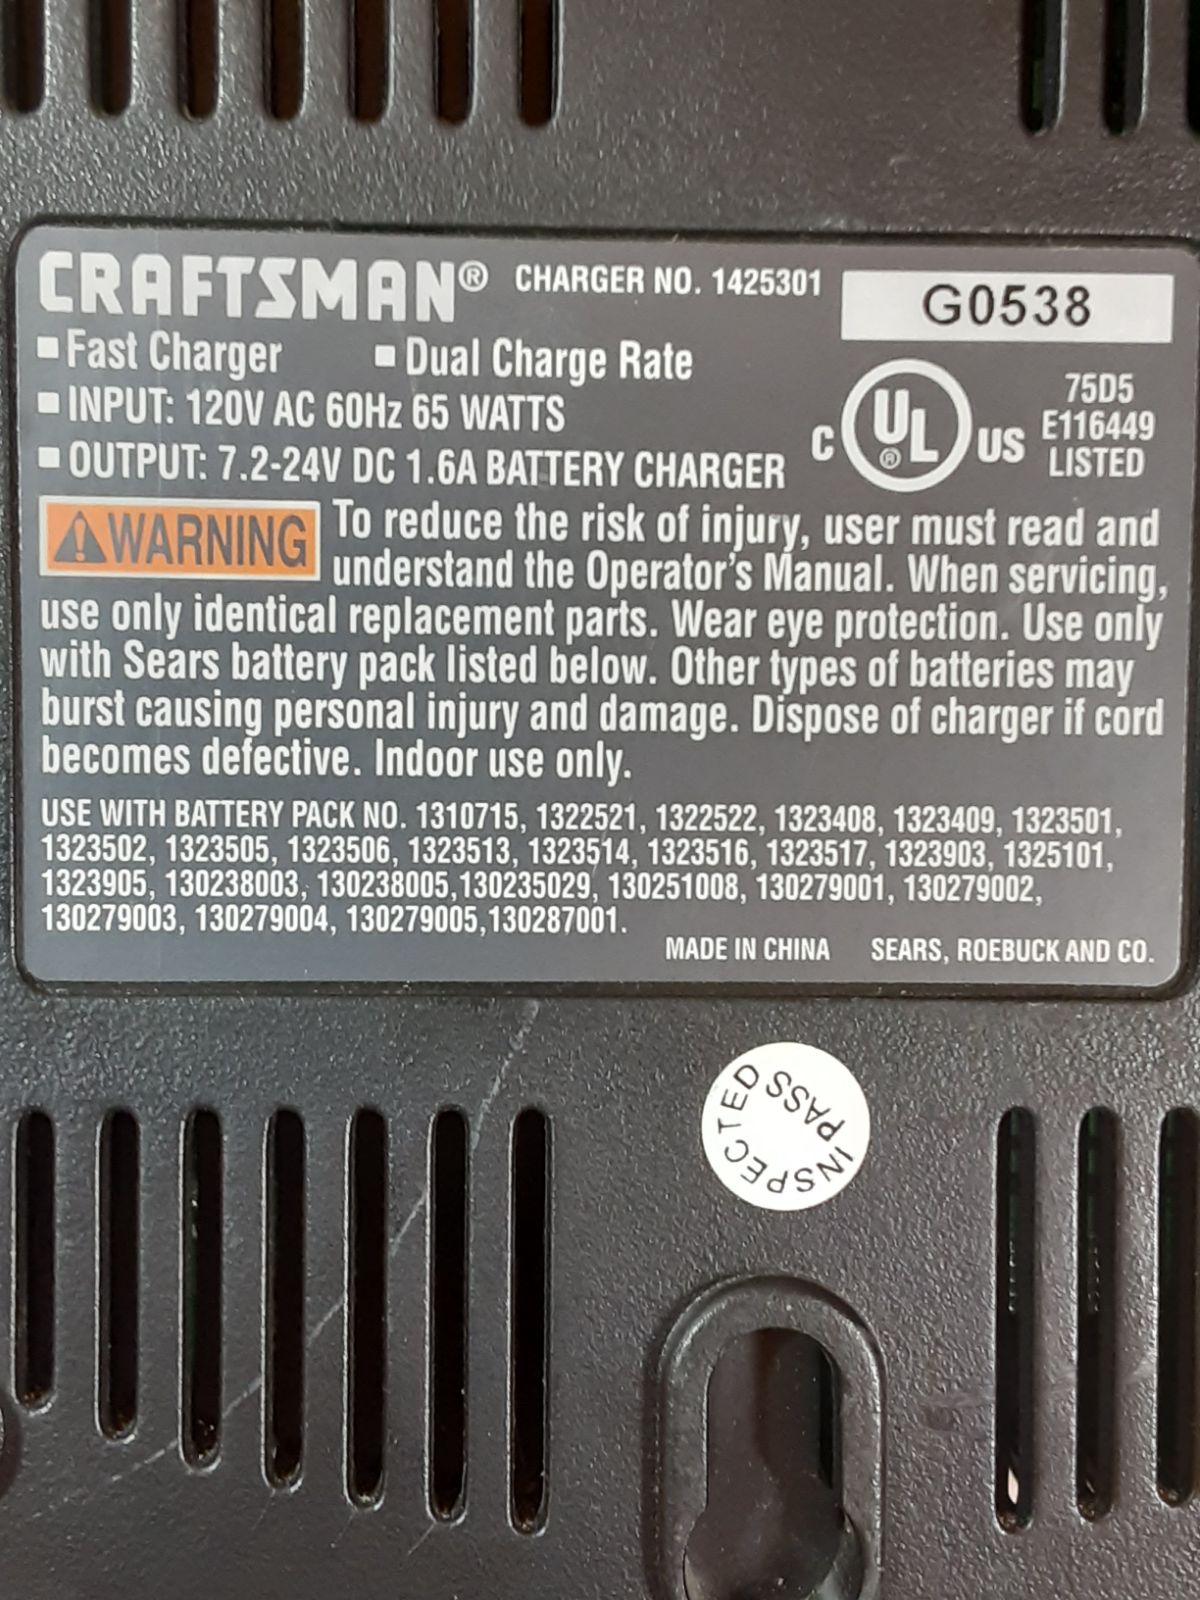 CRAFTSMAN® CHARGER NO. 1425301
G0538
▪ Fast Charger ▪ Dual Charge Rate
▪ INPUT: 120V AC 60Hz 65 WATTS
▪ OUTPUT: 7.2-24V DC 1.6A BATTERY CHARGER
C UL® US
75D5
E116449
LISTED
⚠WARNING To reduce the risk of injury, user must read and
understand the Operator's Manual. When servicing,
use only identical replacement parts. Wear eye protection. Use only
with Sears battery pack listed below. Other types of batteries may
burst causing personal injury and damage. Dispose of charger if cord
becomes defective. Indoor use only.
USE WITH BATTERY PACK NO. 1310715, 1322521, 1322522, 1323408, 1323409, 1323501,
1323502, 1323505, 1323506, 1323513, 1323514, 1323516, 1323517, 1323903, 1325101,
1323905, 130238003, 130238005,130235029, 130251008, 130279001, 130279002,
130279003, 130279004, 130279005,130287001.
MADE IN CHINA SEARS, ROEBUCK AND CO.
INSPECTED
PASS